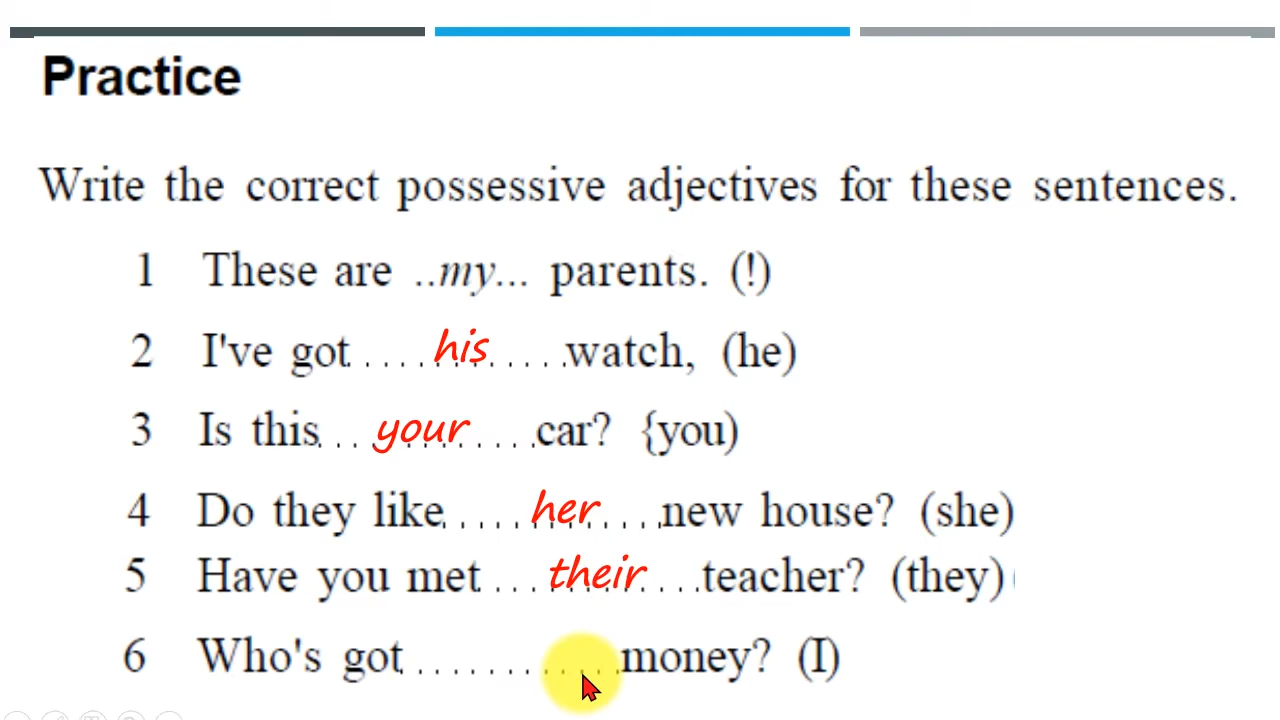 Practice
Write the correct possessive adjectives for these sentences.
1 These are ..my... parents. (!)
2 I've got . . . . his . . . . .watch, (he)
3 Is this. . . your . . . .car? {you)
4 Do they like. . . . . her . . . .new house? (she)
5 Have you met . . . their . . .teacher? (they)
6 Who's got . . . . . . . . . . . .money? (I)